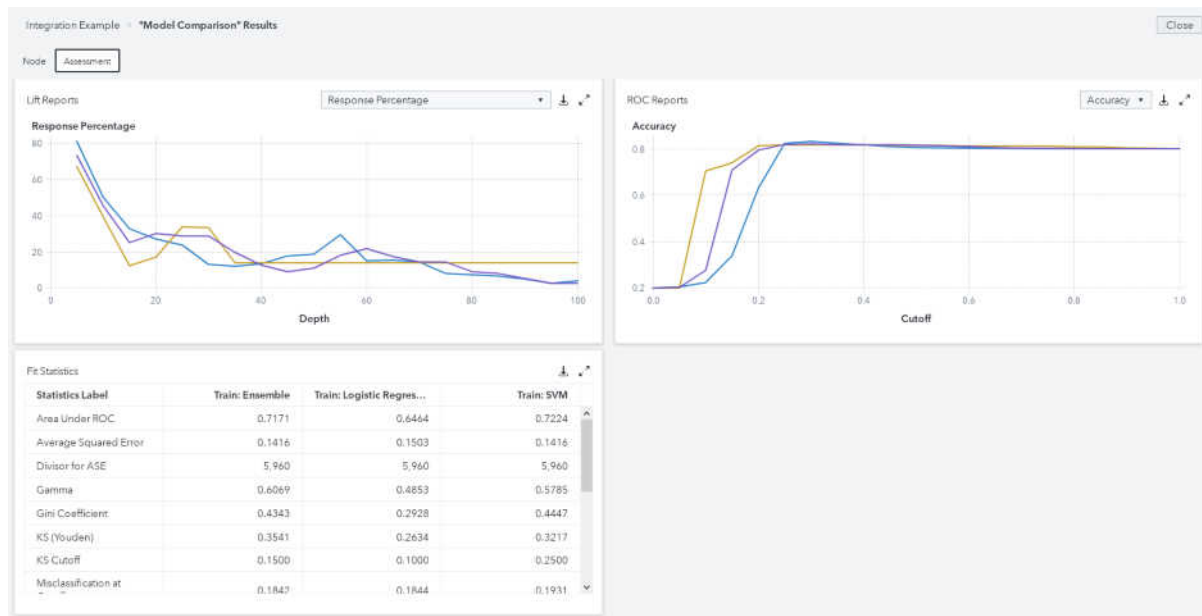 Integration Example "Model Comparison" Results
Close
Node Assessment
Lift Reports
Response Percentage
Response Percentage
80
60
40
20
0
0 20 40 60 80 100
Depth
ROC Reports
Accuracy
Accuracy
0.8
0.6
0.4
0.2
0.0 0.2 0.4 0.6 0.8 1.0
Cutoff
Fit Statistics
Statistics Label Train: Ensemble Train: Logistic Regres... Train: SVM
Area Under ROC 0.7171 0.6464 0.7224
Average Squared Error 0.1416 0.1503 0.1416
Divisor for ASE 5,960 5,960 5,960
Gamma 0.6069 0.4853 0.5785
Gini Coefficient 0.4343 0.2928 0.4447
KS (Youden) 0.3541 0.2634 0.3217
KS Cutoff 0.1500 0.1000 0.2500
Misclassification at
0.1842 0.1844 0.1931